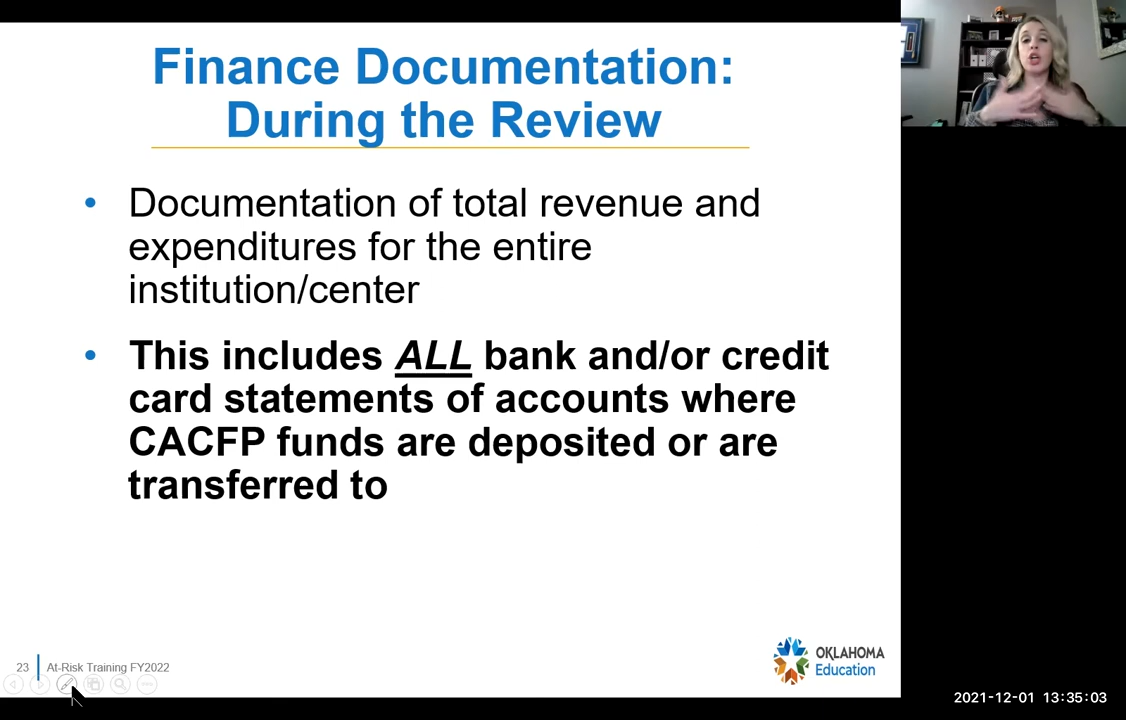 Finance Documentation:
During the Review
• Documentation of total revenue and
expenditures for the entire
institution/center
• This includes ALL bank and/or credit
card statements of accounts where
CACFP funds are deposited or are
transferred to
23
At-Risk Training FY2022
OKLAHOMA
Education
2021-12-01 13:35:03